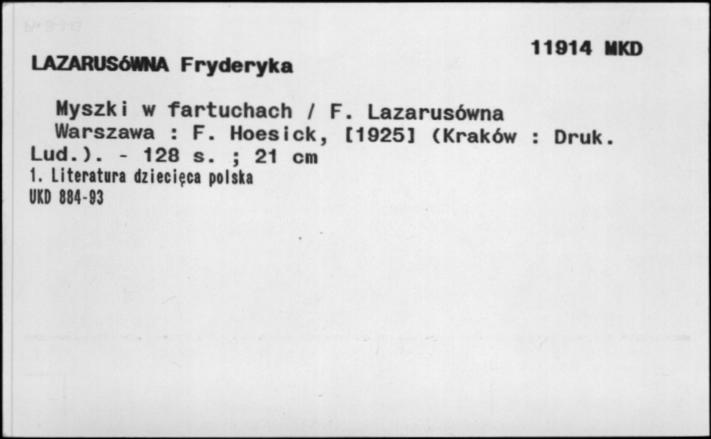 11914 MKD
LAZARUSÓWNA Fryderyka
Myszki w fartuchach / F. Lazarusówna
Warszawa : F. Hoesick, [1925] (Kraków : Druk.
Lud.). - 128 s. ; 21 cm
1. Literatura dziecięca polska
UKD 884-93